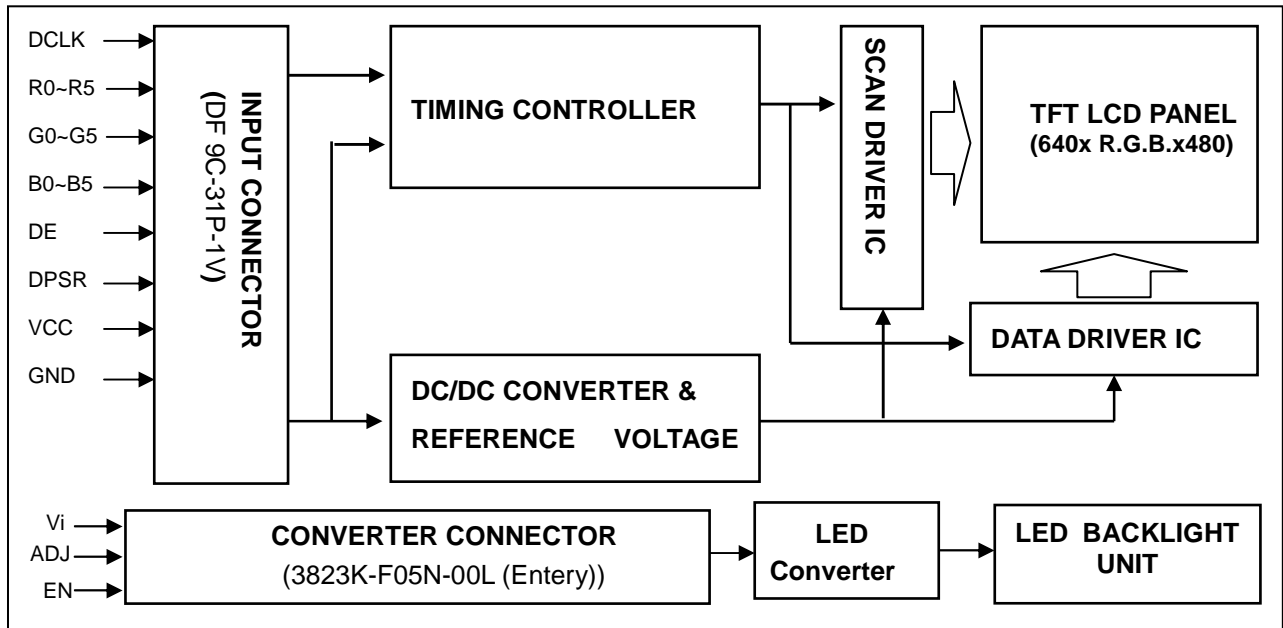 DCLK
R0~R5
G0~G5
B0~B5
DE
DPSR
VCC
GND
INPUT CONNECTOR
(DF 9C-31P-1V)
TIMING CONTROLLER
SCAN DRIVER IC
TFT LCD PANEL
(640x R.G.B.x480)
DATA DRIVER IC
DC/DC CONVERTER &
REFERENCE VOLTAGE
Vi
ADJ
EN
CONVERTER CONNECTOR
(3823K-F05N-00L (Entery))
LED
Converter
LED BACKLIGHT
UNIT